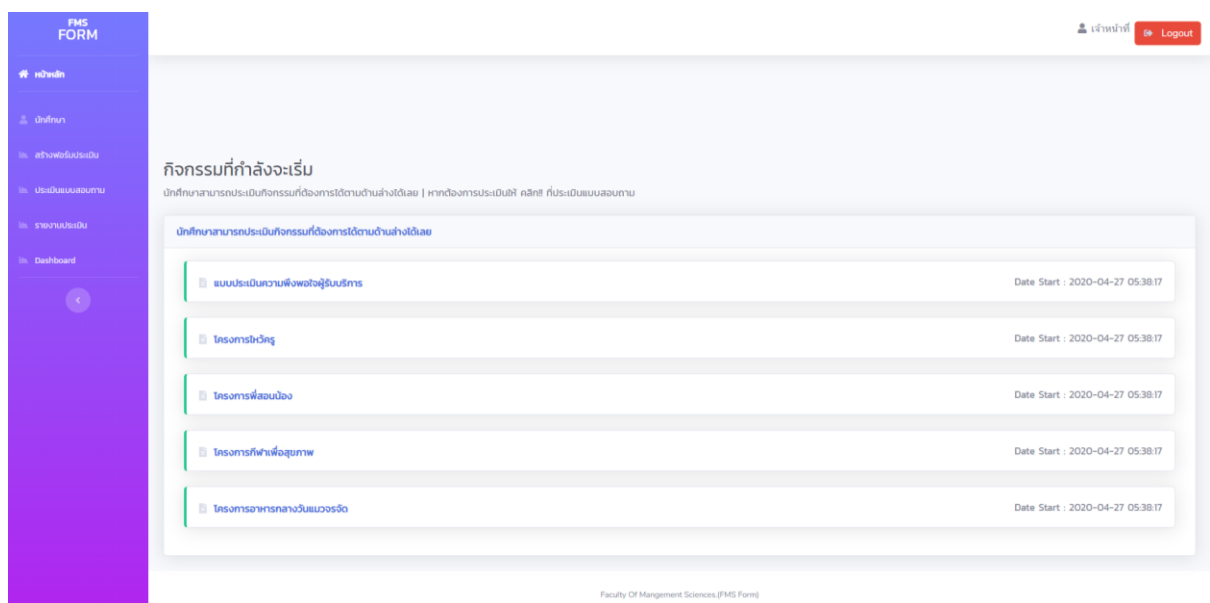 FMS
FORM
เจ้าหน้าที่
Logout
หน้าหลัก
นักศึกษา
สร้างฟอร์มประเมิน
ประเมินแบบสอบถาม
รายงานประเมิน
Dashboard
กิจกรรมที่กำลังจะเริ่ม
นักศึกษาสามารถประเมินกิจกรรมที่ต้องการได้ตามด้านล่างได้เลย | หากต้องการประเมินให้ คลิก!! ที่ประเมินแบบสอบถาม
นักศึกษาสามารถประเมินกิจกรรมที่ต้องการได้ตามด้านล่างได้เลย
แบบประเมินความพึงพอใจผู้รับบริการ Date Start : 2020-04-27 05:38:17
โครงการไหว้ครู Date Start : 2020-04-27 05:38:17
โครงการพี่สอนน้อง Date Start : 2020-04-27 05:38:17
โครงการกีฬาเพื่อสุขภาพ Date Start : 2020-04-27 05:38:17
โครงการอาหารกลางวันแมวจรจัด Date Start : 2020-04-27 05:38:17
Faculty Of Mangement Sciences.(FMS Form)